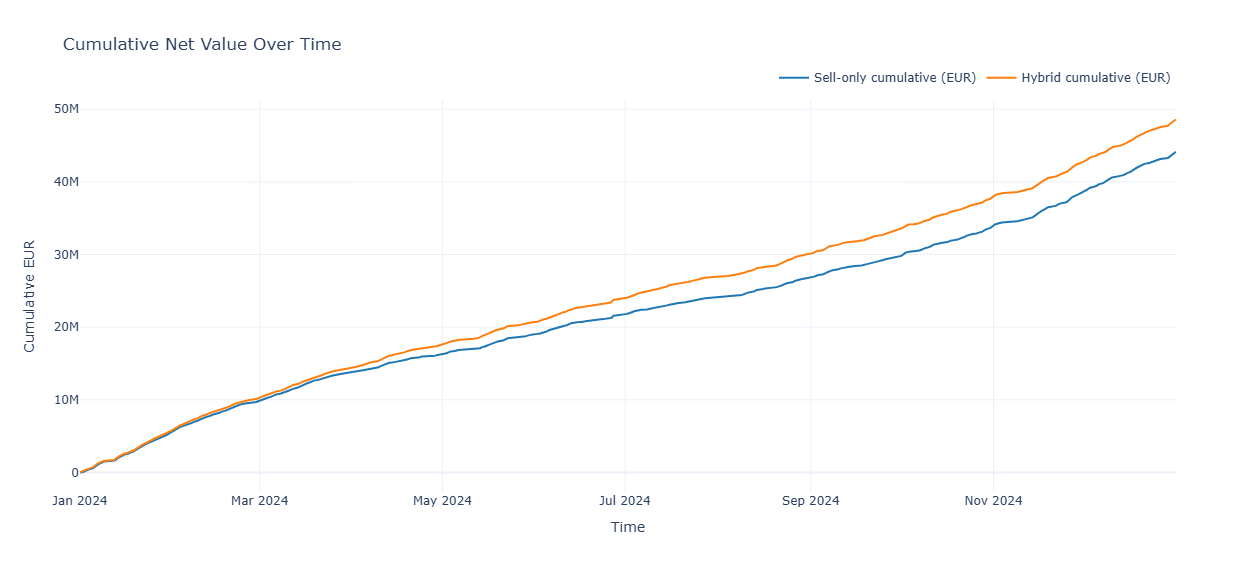 Cumulative Net Value Over Time
Sell-only cumulative (EUR)
Hybrid cumulative (EUR)
50M
40M
30M
20M
10M
0
Cumulative EUR
Jan 2024
Mar 2024
May 2024
Jul 2024
Sep 2024
Nov 2024
Time